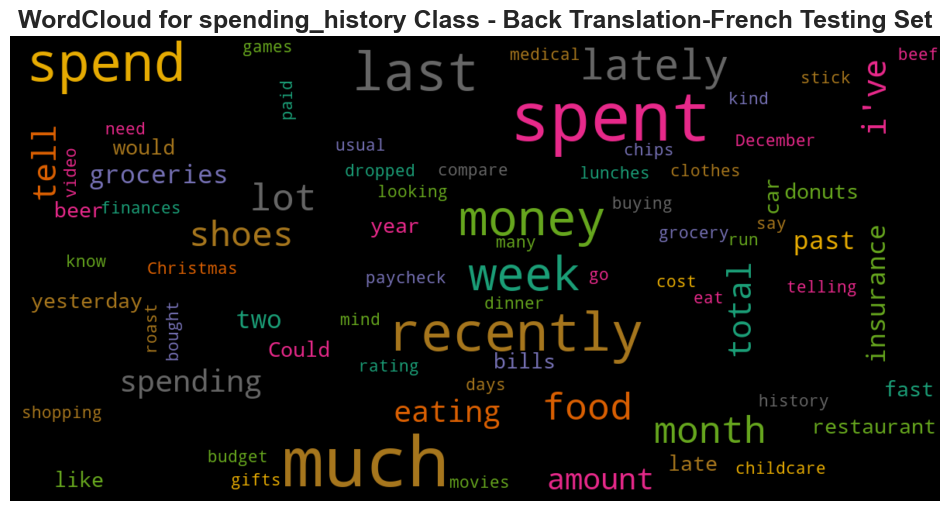 WordCloud for spending_history Class - Back Translation-French Testing Set
spend
games
last
medical
lately
beef
paid
stick
i've
spent
kind
need
would
tell
video
groceries
usual
chips
December
dropped
compare
lunches
clothes
looking
lot
beer
finances
shoes
year
money
many
buying
car
donuts
grocery
run
say
past
know
Christmas
paycheck
week
go
cost
eat
total
telling
insurance
yesterday
roast
bought
two
mind
dinner
recently
Could
rating
bills
spending
days
fast
shopping
eating
food
history
month
restaurant
budget
much
late
childcare
like
gifts
movies
amount